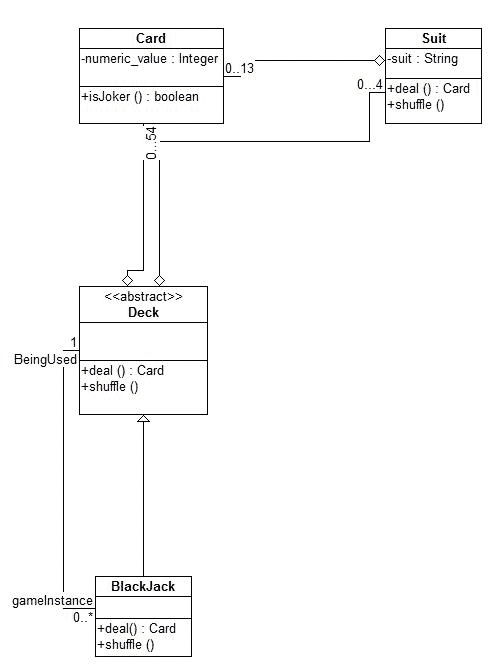 Card
-numeric_value : Integer
+isJoker () : boolean
0..13
Suit
-suit : String
+deal () : Card
+shuffle ()
0...4
0...54
<<abstract>>
Deck
+deal () : Card
+shuffle ()
1
BeingUsed
BlackJack
+deal() : Card
+shuffle ()
gameInstance
0..*